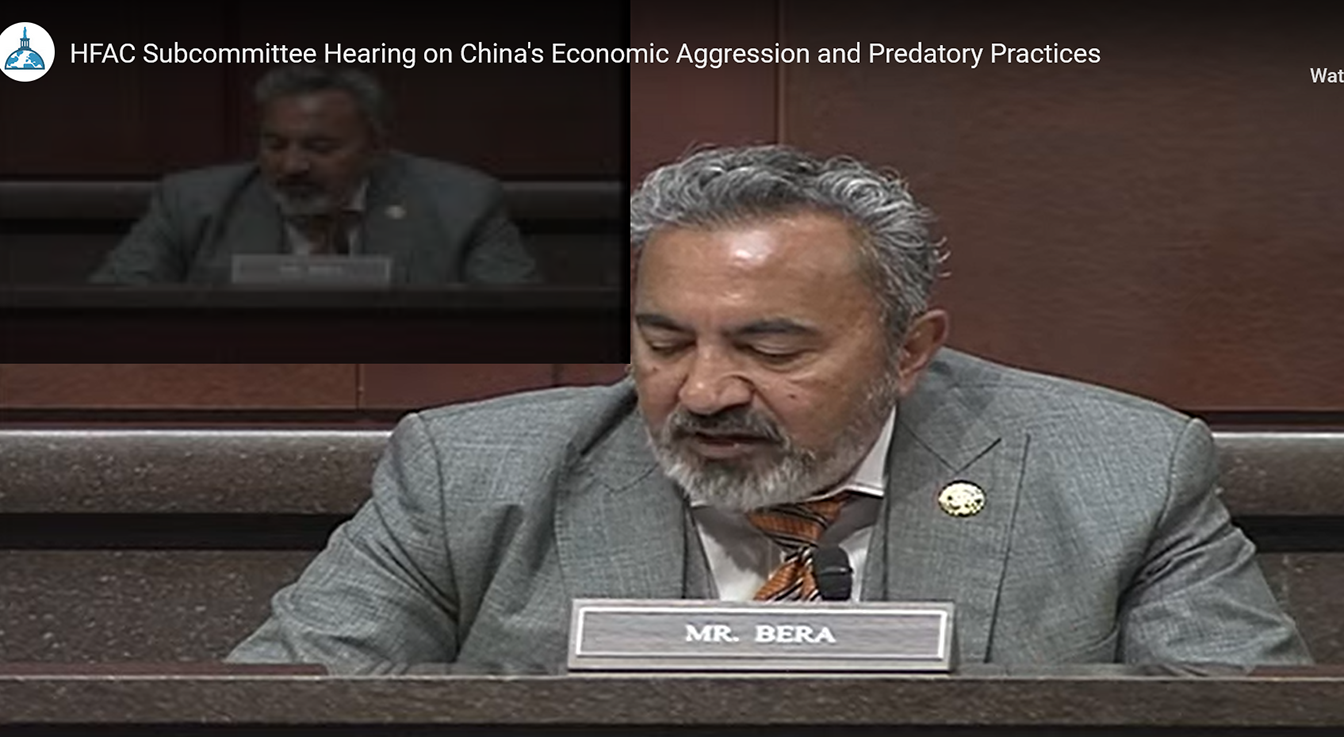 HFAC Subcommittee Hearing on China's Economic Aggression and Predatory Practices
Wat
MR. BERA